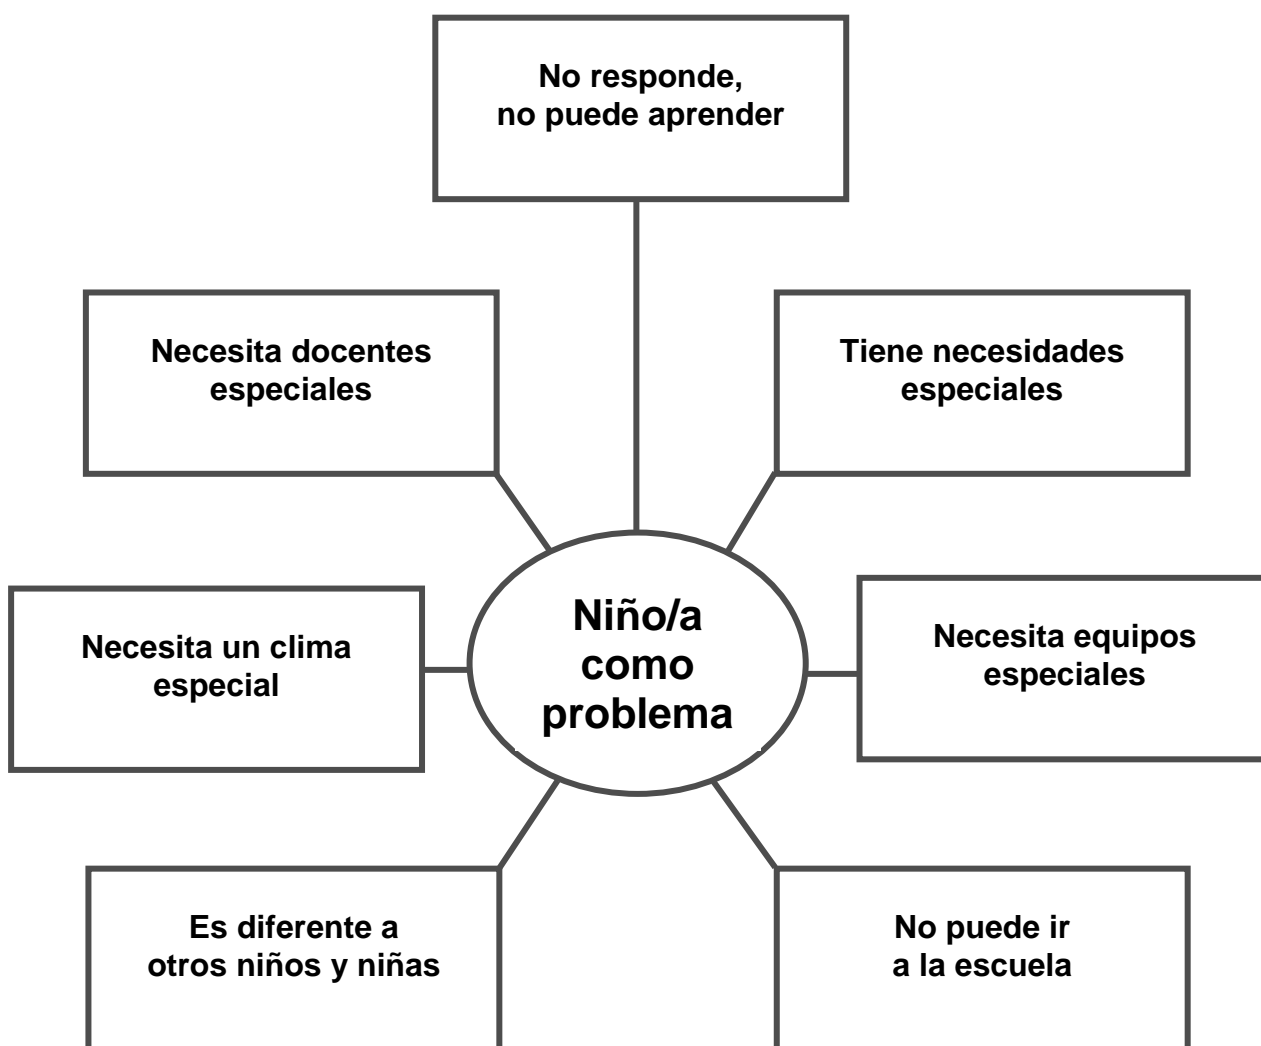 No responde,
no puede aprender
Necesita docentes
especiales
Tiene necesidades
especiales
Necesita un clima
especial
Niño/a
como
problema
Necesita equipos
especiales
Es diferente a
otros niños y niñas
No puede ir
a la escuela